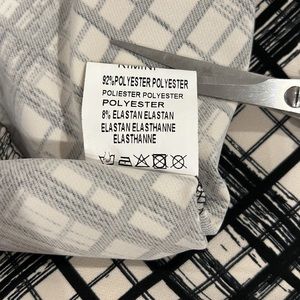 92%POLYESTER POLYESTER
POLIESTER POLYESTER
POLYESTER
8% ELASTAN ELASTAN
ELASTAN ELASTHANNE
ELASTHANNE